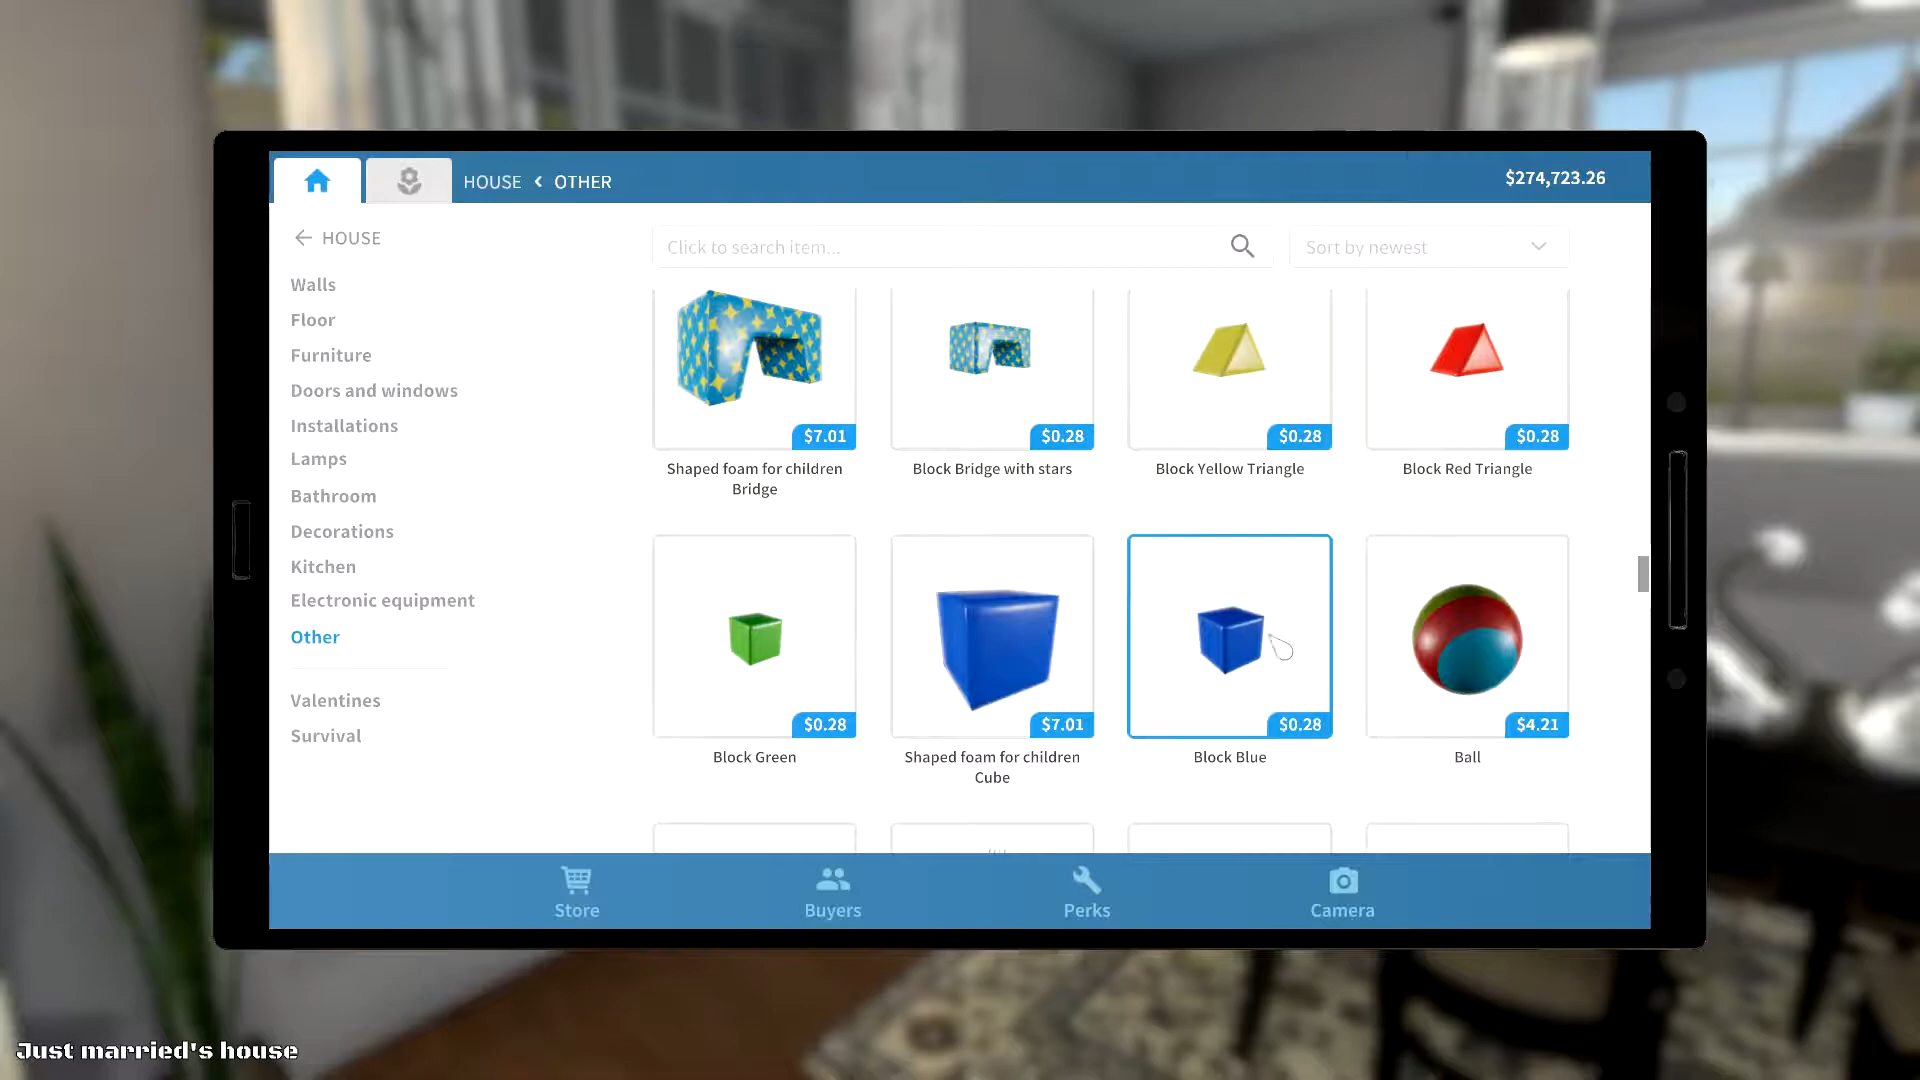 HOUSE < OTHER
$274,723.26
HOUSE
Click to search item...
Sort by newest
Walls
Floor
Furniture
Doors and windows
Installations
Lamps
Bathroom
Decorations
Kitchen
Electronic equipment
Other
Valentines
Survival
$7.01
$0.28
$0.28
$0.28
Shaped foam for children
Bridge
Block Bridge with stars
Block Yellow Triangle
Block Red Triangle
$0.28
$7.01
$0.28
$4.21
Block Green
Shaped foam for children
Cube
Block Blue
Ball
Store
Buyers
Perks
Camera
Just married's house